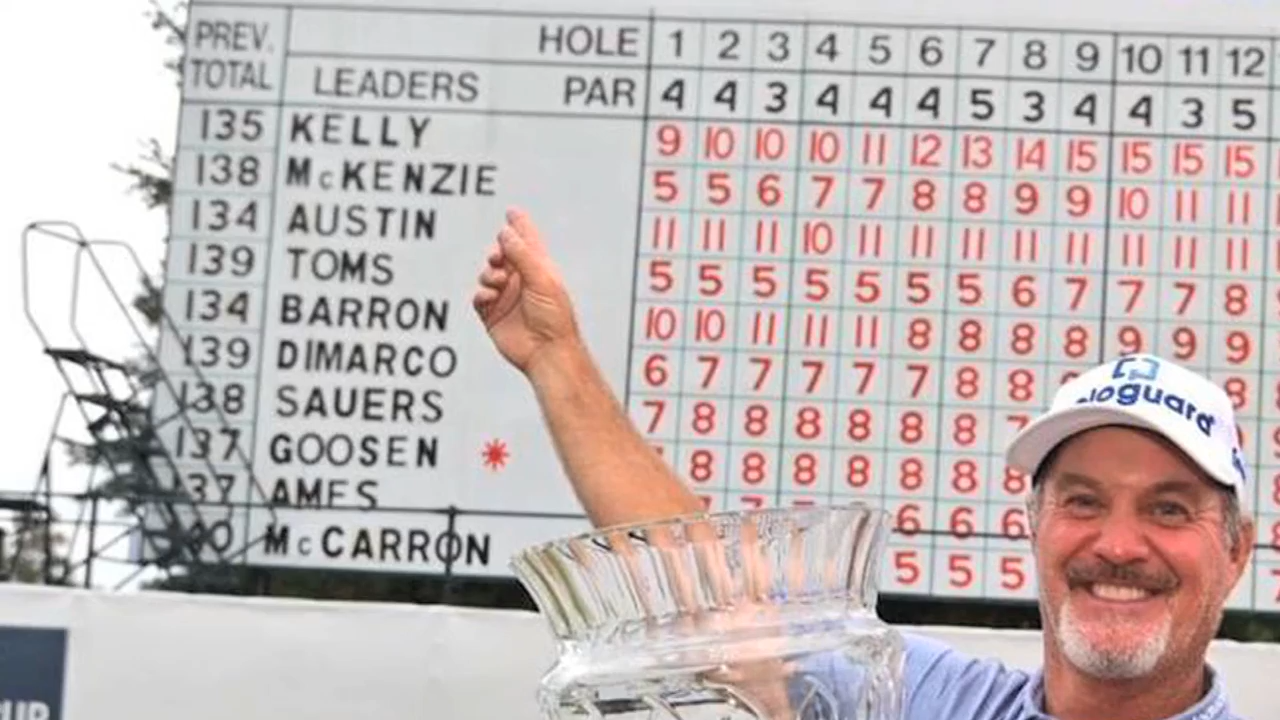 PREV. HOLE 1 2 3 4 5 6 7 8 9 10 11 12
TOTAL LEADERS PAR 4 4 3 4 4 4 5 3 4 4 3 5
135 KELLY 9 10 10 10 11 12 13 14 15 15 15 15
138 McKENZIE 5 5 6 7 7 8 8 9 9 10 11 11
134 AUSTIN 11 11 11 10 11 11 11 11 11 11 11 11
139 TOMS 5 5 5 5 5 5 5 6 7 7 7 8
134 BARRON 10 10 11 11 11 8 8 8 8 9 9 9
139 DIMARCO 6 7 7 7 7 7 8 8 8
138 SAUERS 7 8 8 8 8 8 8
137 GOOSEN 8 8 8 8 8 8 8
137 AMES 6 6 6
McCARRON 5 5 5
ioguard
CUP